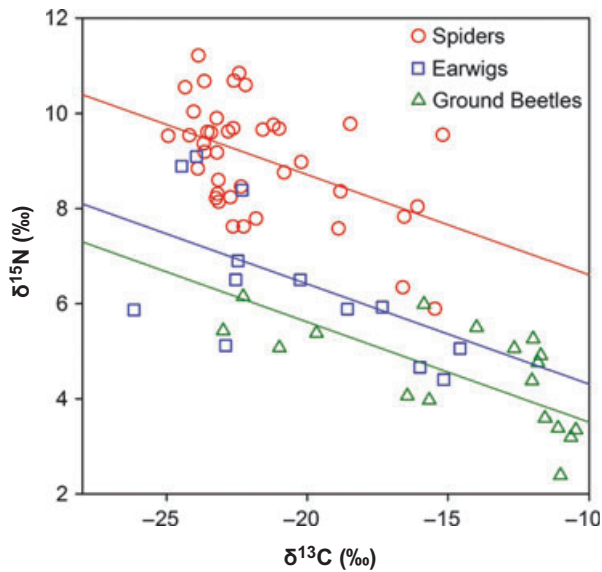 12
10
8
6
4
2
δ¹⁵N (‰)
Spiders
Earwigs
Ground Beetles
–25
–20
–15
–10
δ¹³C (‰)